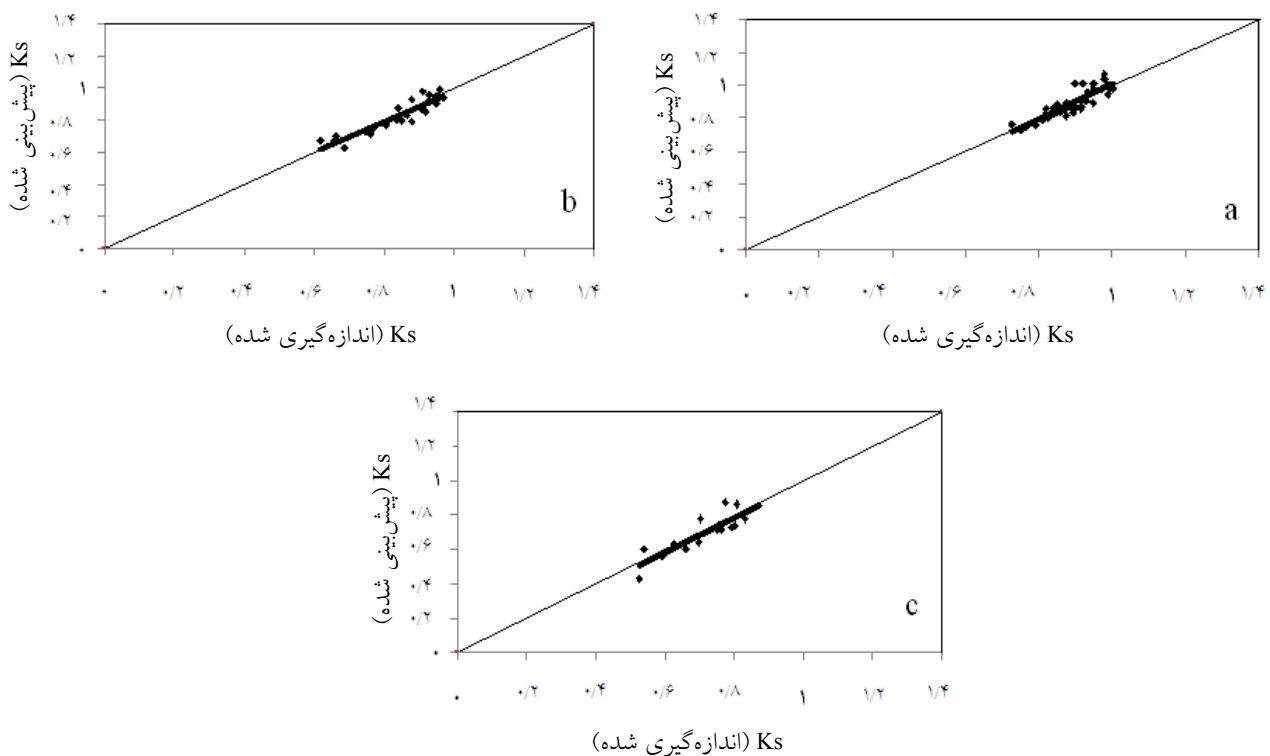 ۱/۴
۱/۲
۱
۰/۸
۰/۶
۰/۴
۰/۲
۰
Ks (پیش‌بینی شده)
a
۰ ۰/۲ ۰/۴ ۰/۶ ۰/۸ ۱ ۱/۲ ۱/۴
Ks (اندازه‌گیری شده)
۱/۴
۱/۲
۱
۰/۸
۰/۶
۰/۴
۰/۲
۰
Ks (پیش‌بینی شده)
b
۰ ۰/۲ ۰/۴ ۰/۶ ۰/۸ ۱ ۱/۲ ۱/۴
Ks (اندازه‌گیری شده)
۱/۴
۱/۲
۱
۰/۸
۰/۶
۰/۴
۰/۲
۰
Ks (پیش‌بینی شده)
c
۰ ۰/۲ ۰/۴ ۰/۶ ۰/۸ ۱ ۱/۲ ۱/۴
Ks (اندازه‌گیری شده)